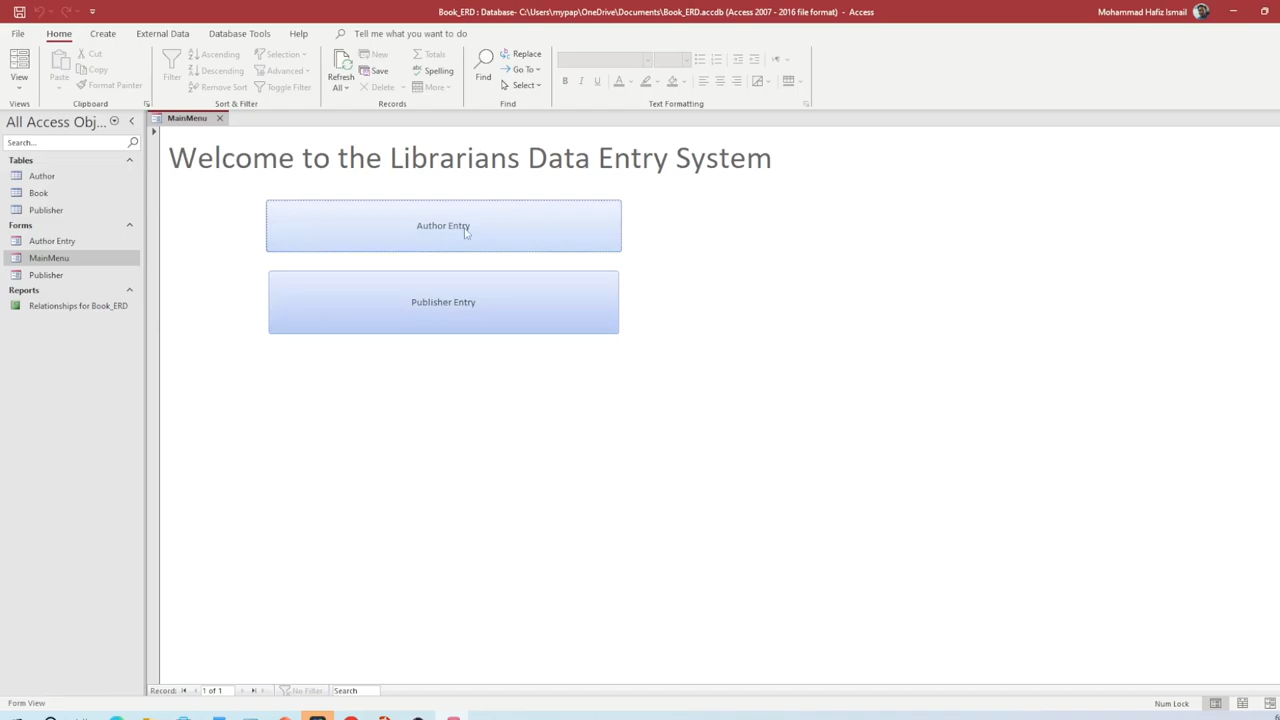 Book_ERD : Database- C:\Users\mypap\OneDrive\Documents\Book_ERD.accdb (Access 2007 - 2016 file format) - Access
Mohammad Hafiz Ismail
File Home Create External Data Database Tools Help Tell me what you want to do
View
Views
Paste
Cut
Copy
Format Painter
Clipboard
Filter
Ascending
Descending
Remove Sort
Selection
Advanced
Toggle Filter
Sort & Filter
Refresh
All
New
Save
Delete
Totals
Spelling
More
Records
Find
Replace
Go To
Select
Find
B I U A
Text Formatting
All Access Obj...
Search...
Tables
Author
Book
Publisher
Forms
Author Entry
MainMenu
Publisher
Reports
Relationships for Book_ERD
MainMenu
Welcome to the Librarians Data Entry System
Author Entry
Publisher Entry
Record: 1 of 1 No Filter Search
Form View
Num Lock